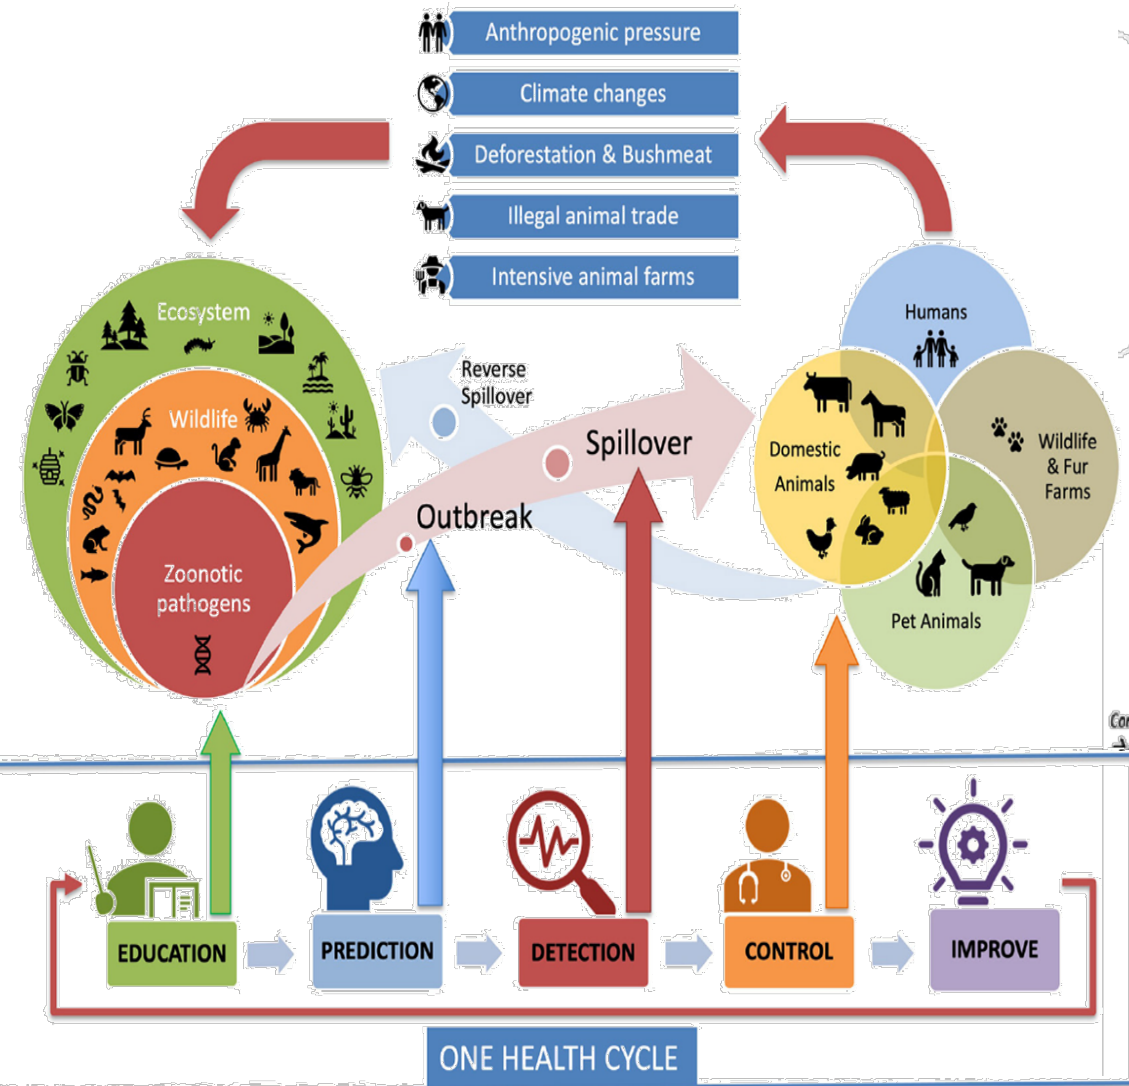 Anthropogenic pressure
Climate changes
Deforestation & Bushmeat
Illegal animal trade
Intensive animal farms
Ecosystem
Wildlife
Zoonotic
pathogens
Reverse
Spillover
Spillover
Outbreak
Humans
Domestic
Animals
Wildlife
& Fur
Farms
Pet Animals
EDUCATION
PREDICTION
DETECTION
CONTROL
IMPROVE
ONE HEALTH CYCLE